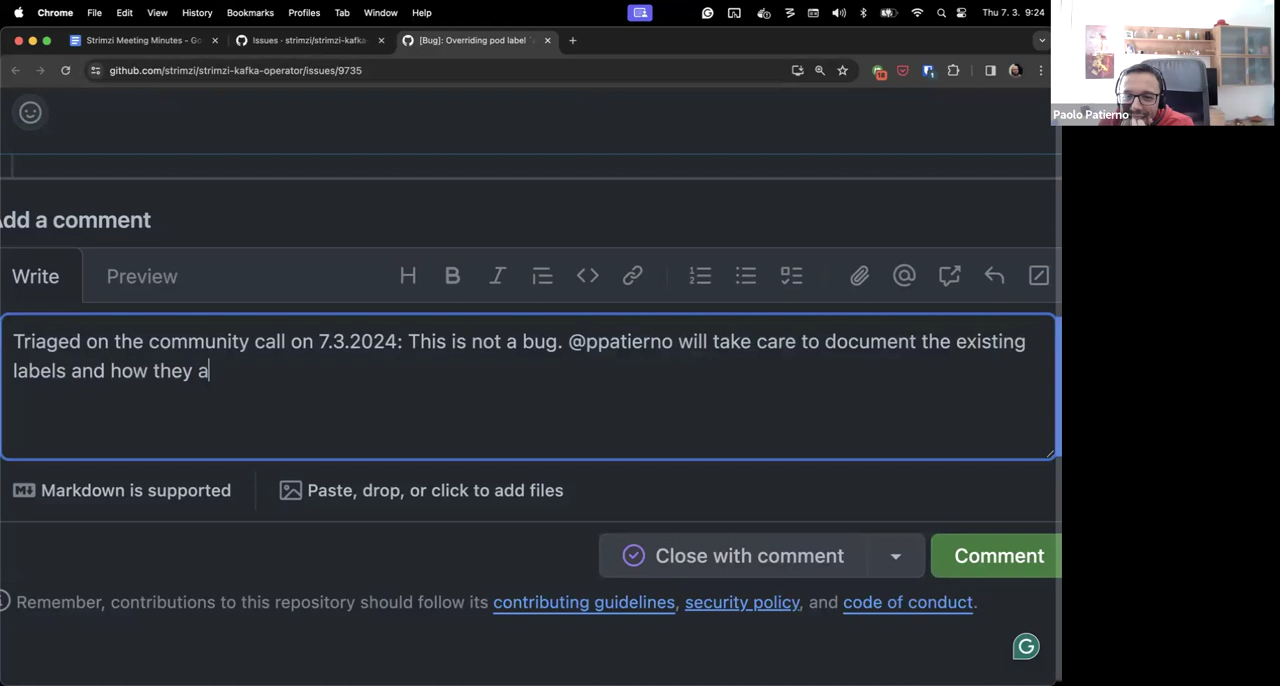 Chrome File Edit View History Bookmarks Profiles Tab Window Help Thu 7. 3. 9:24
Strimzi Meeting Minutes - Go
Issues · strimzi/strimzi-kafka-
[Bug]: Overriding pod label
github.com/strimzi/strimzi-kafka-operator/issues/9735
Paolo Patierno
Add a comment
Write Preview
Triaged on the community call on 7.3.2024: This is not a bug. @ppatierno will take care to document the existing
labels and how they a
Markdown is supported
Paste, drop, or click to add files
Close with comment
Comment
Remember, contributions to this repository should follow its contributing guidelines, security policy, and code of conduct.